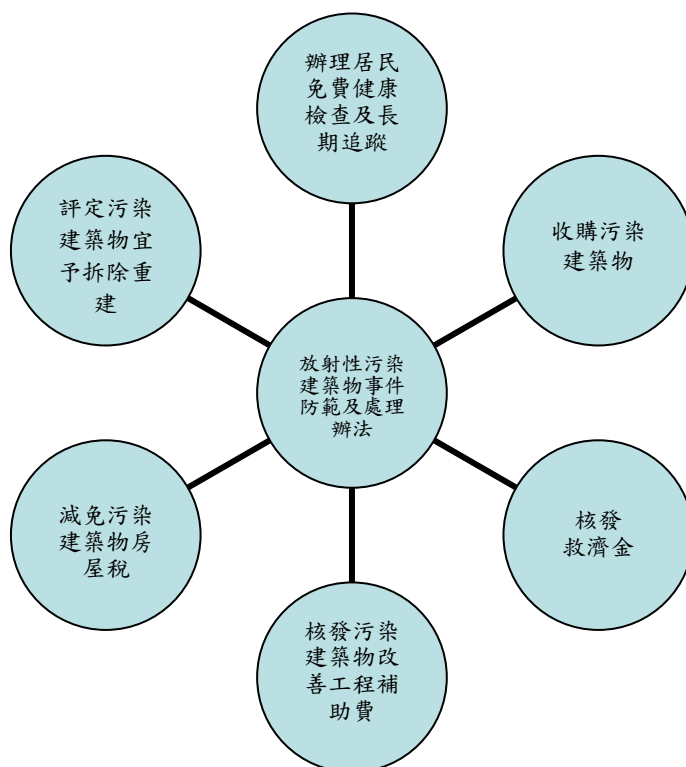 辦理居民
免費健康
檢查及長
期追蹤
評定污染
建築物宜
予拆除重
建
收購污染
建築物
放射性污染
建築物事件
防範及處理
辦法
減免污染
建築物房
屋稅
核發
救濟金
核發污染
建築物改
善工程補
助費